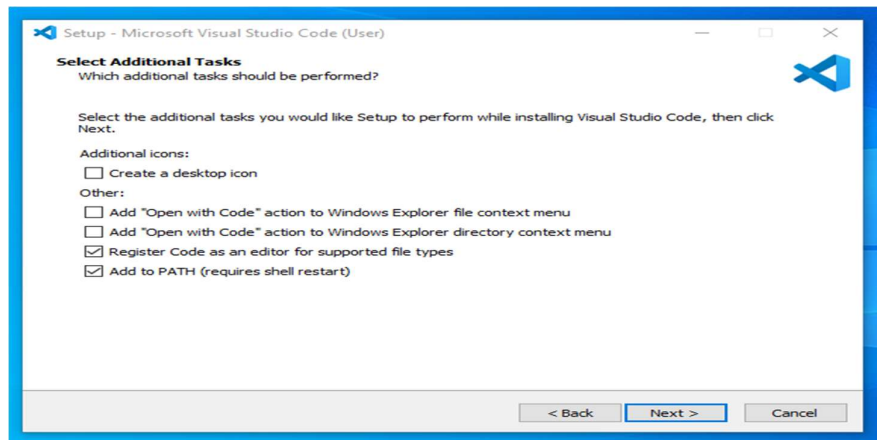 Setup - Microsoft Visual Studio Code (User)
Select Additional Tasks
Which additional tasks should be performed?
Select the additional tasks you would like Setup to perform while installing Visual Studio Code, then click
Next.
Additional icons:
Create a desktop icon
Other:
Add "Open with Code" action to Windows Explorer file context menu
Add "Open with Code" action to Windows Explorer directory context menu
Register Code as an editor for supported file types
Add to PATH (requires shell restart)
< Back Next > Cancel